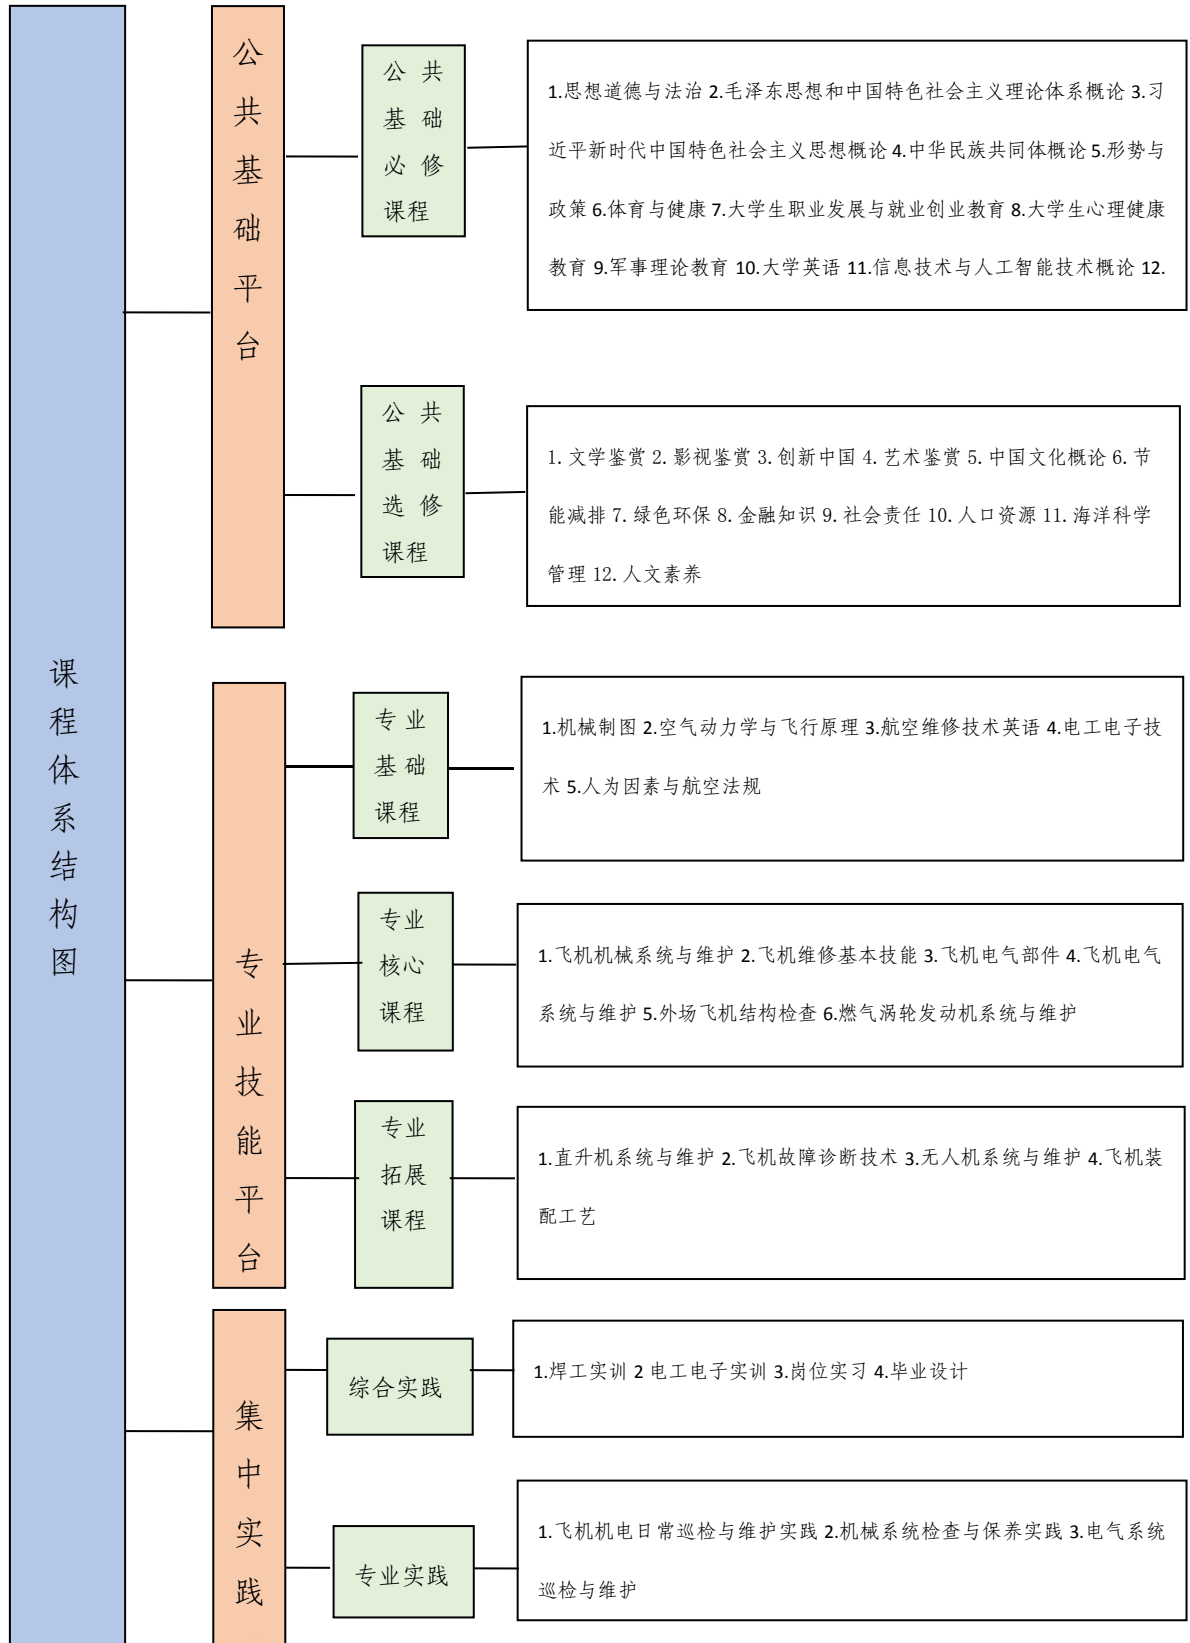 课程体系结构图
公共基础平台
公共
基础
必修
课程
1.思想道德与法治 2.毛泽东思想和中国特色社会主义理论体系概论 3.习
近平新时代中国特色社会主义思想概论 4.中华民族共同体概论 5.形势与
政策 6.体育与健康 7.大学生职业发展与就业创业教育 8.大学生心理健康
教育 9.军事理论教育 10.大学英语 11.信息技术与人工智能技术概论 12.
公共
基础
选修
课程
1.文学鉴赏 2.影视鉴赏 3.创新中国 4.艺术鉴赏 5.中国文化概论 6.节
能减排 7.绿色环保 8.金融知识 9.社会责任 10.人口资源 11.海洋科学
管理 12.人文素养
专业技能平台
专业
基础
课程
1.机械制图 2.空气动力学与飞行原理 3.航空维修技术英语 4.电工电子技
术 5.人为因素与航空法规
专业
核心
课程
1.飞机机械系统与维护 2.飞机维修基本技能 3.飞机电气部件 4.飞机电气
系统与维护 5.外场飞机结构检查 6.燃气涡轮发动机系统与维护
专业
拓展
课程
1.直升机系统与维护 2.飞机故障诊断技术 3.无人机系统与维护 4.飞机装
配工艺
集中实践
综合实践
1.焊工实训 2 电工电子实训 3.岗位实习 4.毕业设计
专业实践
1.飞机机电日常巡检与维护实践 2.机械系统检查与保养实践 3.电气系统
巡检与维护